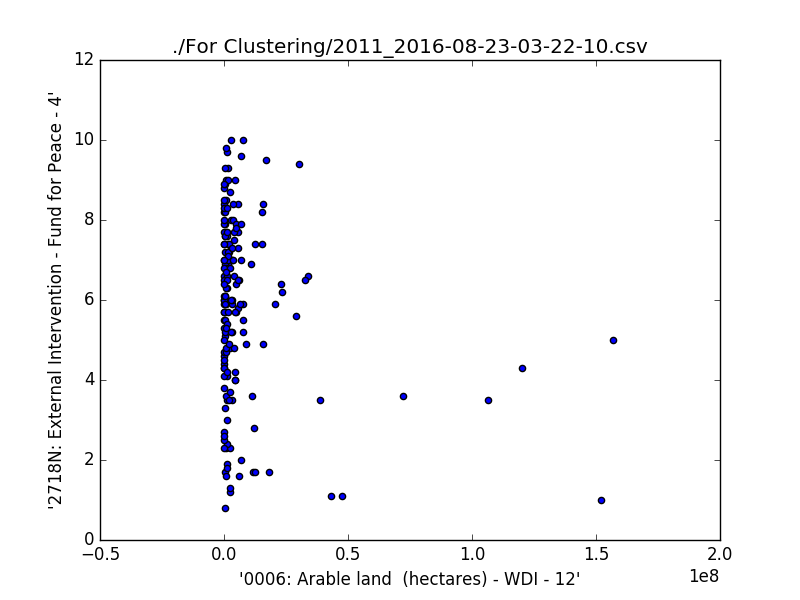 ./For Clustering/2011_2016-08-23-03-22-10.csv
12
10
8
6
4
2
0
'2718N: External Intervention - Fund for Peace - 4'
−0.5 0.0 0.5 1.0 1.5 2.0
1e8
'0006: Arable land  (hectares) - WDI - 12'